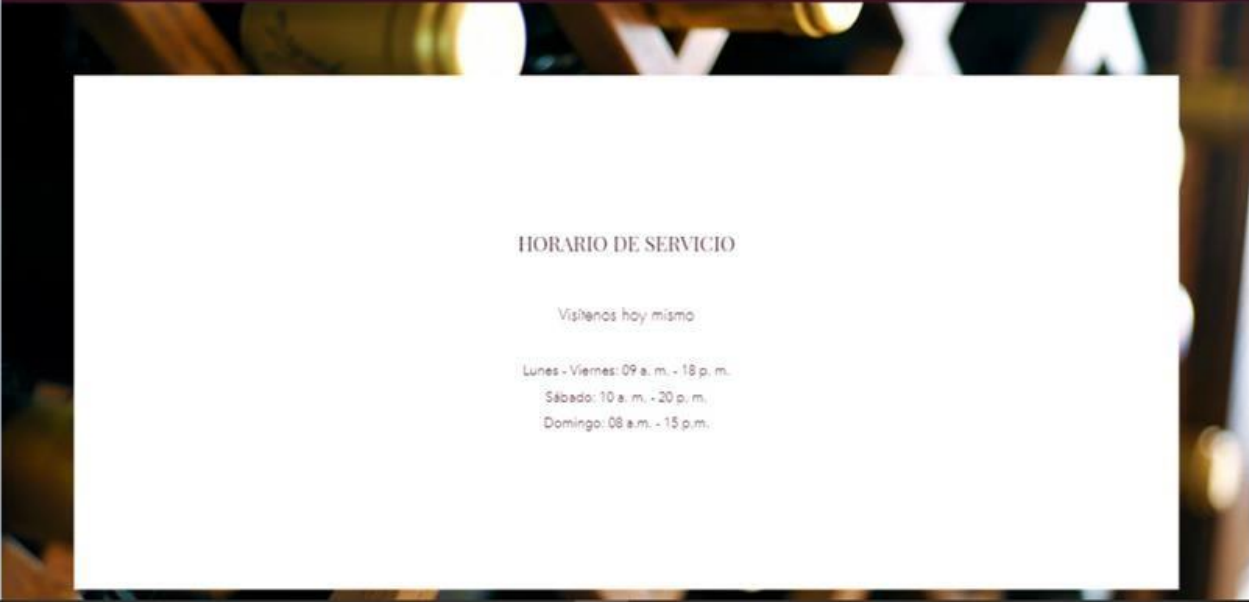 HORARIO DE SERVICIO
Visítenos hoy mismo
Lunes - Viernes: 09 a. m. - 18 p. m.
Sábado: 10 a. m. - 20 p. m.
Domingo: 08 a.m. - 15 p.m.